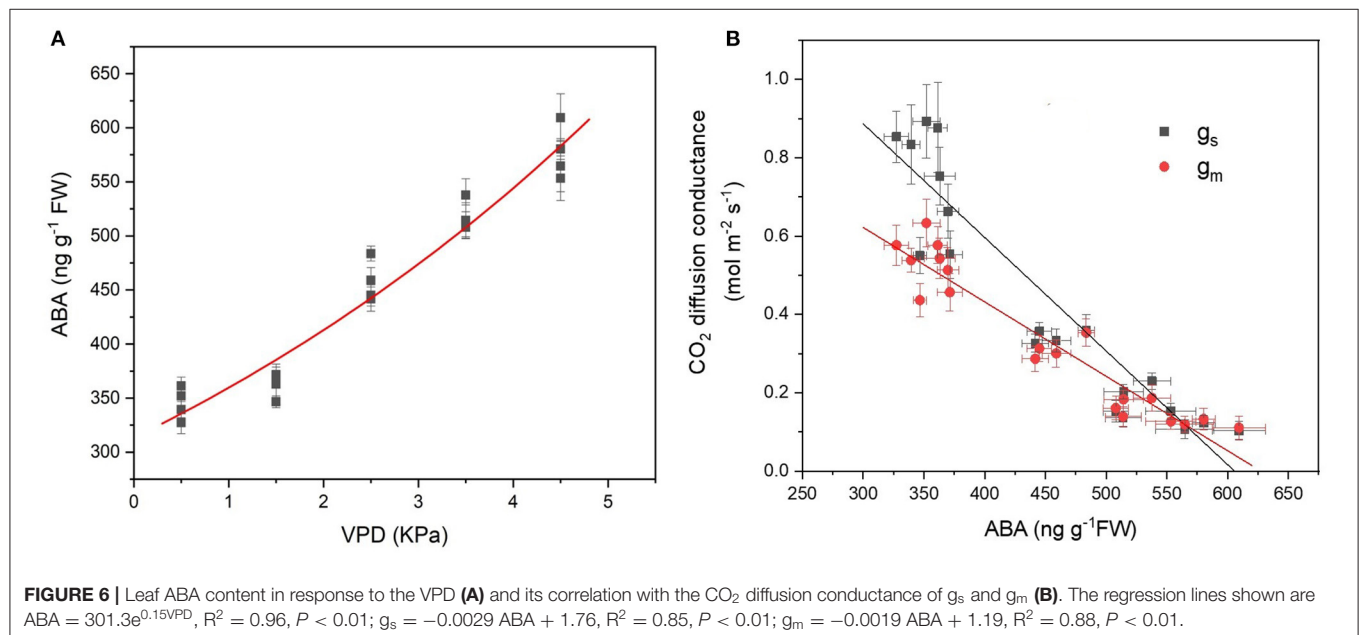 A
650
600
550
500
450
400
350
300
ABA (ng g⁻¹ FW)
0 1 2 3 4 5
VPD (KPa)
B
1.0
0.8
0.6
0.4
0.2
0.0
CO₂ diffusion conductance
(mol m⁻² s⁻¹)
gₛ
gₘ
250 300 350 400 450 500 550 600 650
ABA (ng g⁻¹FW)
FIGURE 6 | Leaf ABA content in response to the VPD (A) and its correlation with the CO₂ diffusion conductance of gₛ and gₘ (B). The regression lines shown are
ABA = 301.3e⁰·¹⁵ⱽᴾᴰ, R² = 0.96, P < 0.01; gₛ = −0.0029 ABA + 1.76, R² = 0.85, P < 0.01; gₘ = −0.0019 ABA + 1.19, R² = 0.88, P < 0.01.